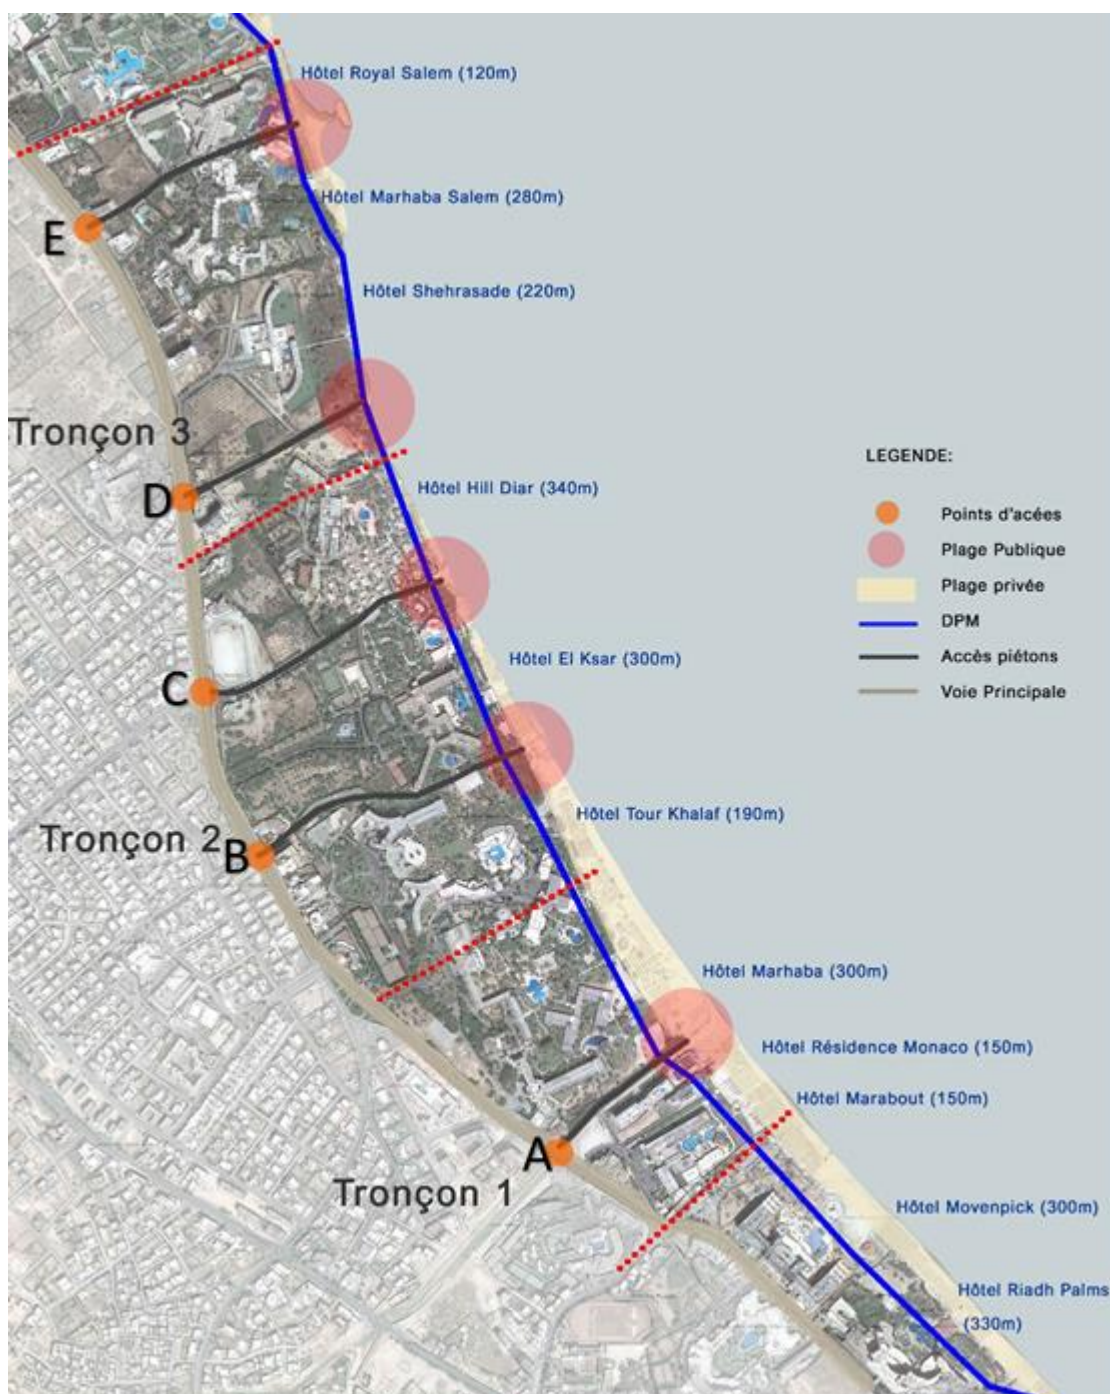 Hôtel Royal Salem (120m)
Hôtel Marhaba Salem (280m)
E
Hôtel Shehrasade (220m)
Tronçon 3
LEGENDE:
Hôtel Hill Diar (340m)
D
Points d'acées
Plage Publique
Plage privée
DPM
Accès piétons
Hôtel El Ksar (300m)
C
Voie Principale
Hôtel Tour Khalaf (190m)
Tronçon 2
B
Hôtel Marhaba (300m)
Hôtel Résidence Monaco (150m)
Hôtel Marabout (150m)
A
Tronçon 1
Hôtel Movenpick (300m)
Hôtel Riadh Palms
(330m)